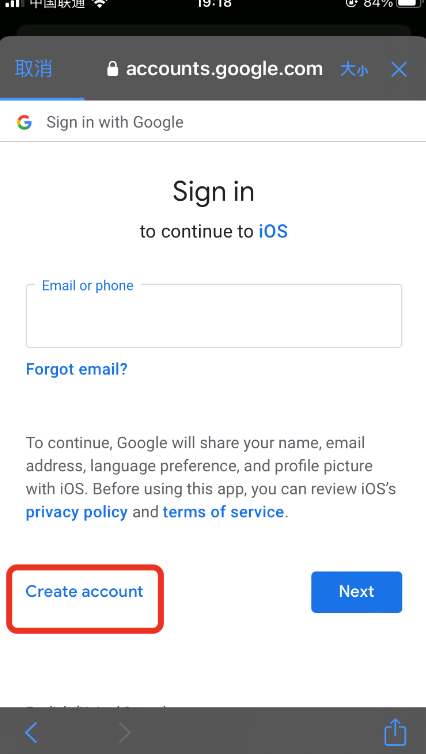 中国联通
19:18
84%
取消
accounts.google.com
大小
Sign in with Google
Sign in
to continue to iOS
Email or phone
Forgot email?
To continue, Google will share your name, email
address, language preference, and profile picture
with iOS. Before using this app, you can review iOS’s
privacy policy and terms of service.
Create account
Next